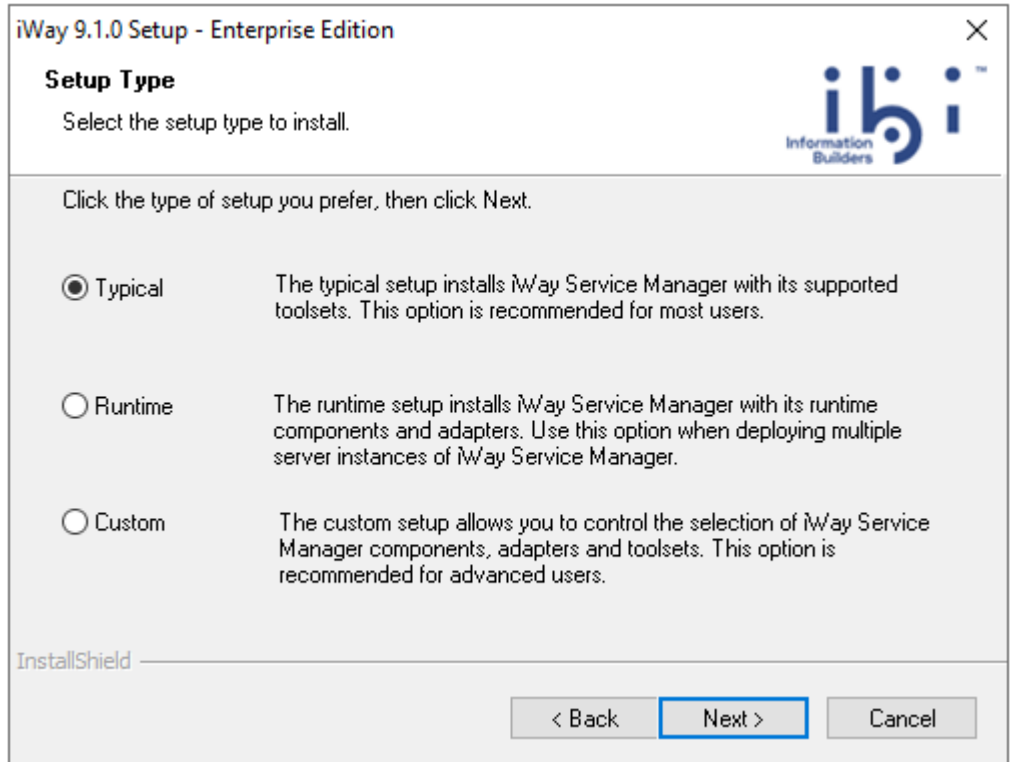 iWay 9.1.0 Setup - Enterprise Edition
Setup Type
Select the setup type to install.
ibi ™
Information
Builders
Click the type of setup you prefer, then click Next.
Typical
The typical setup installs iWay Service Manager with its supported
toolsets. This option is recommended for most users.
Runtime
The runtime setup installs iWay Service Manager with its runtime
components and adapters. Use this option when deploying multiple
server instances of iWay Service Manager.
Custom
The custom setup allows you to control the selection of iWay Service
Manager components, adapters and toolsets. This option is
recommended for advanced users.
InstallShield
< Back
Next >
Cancel